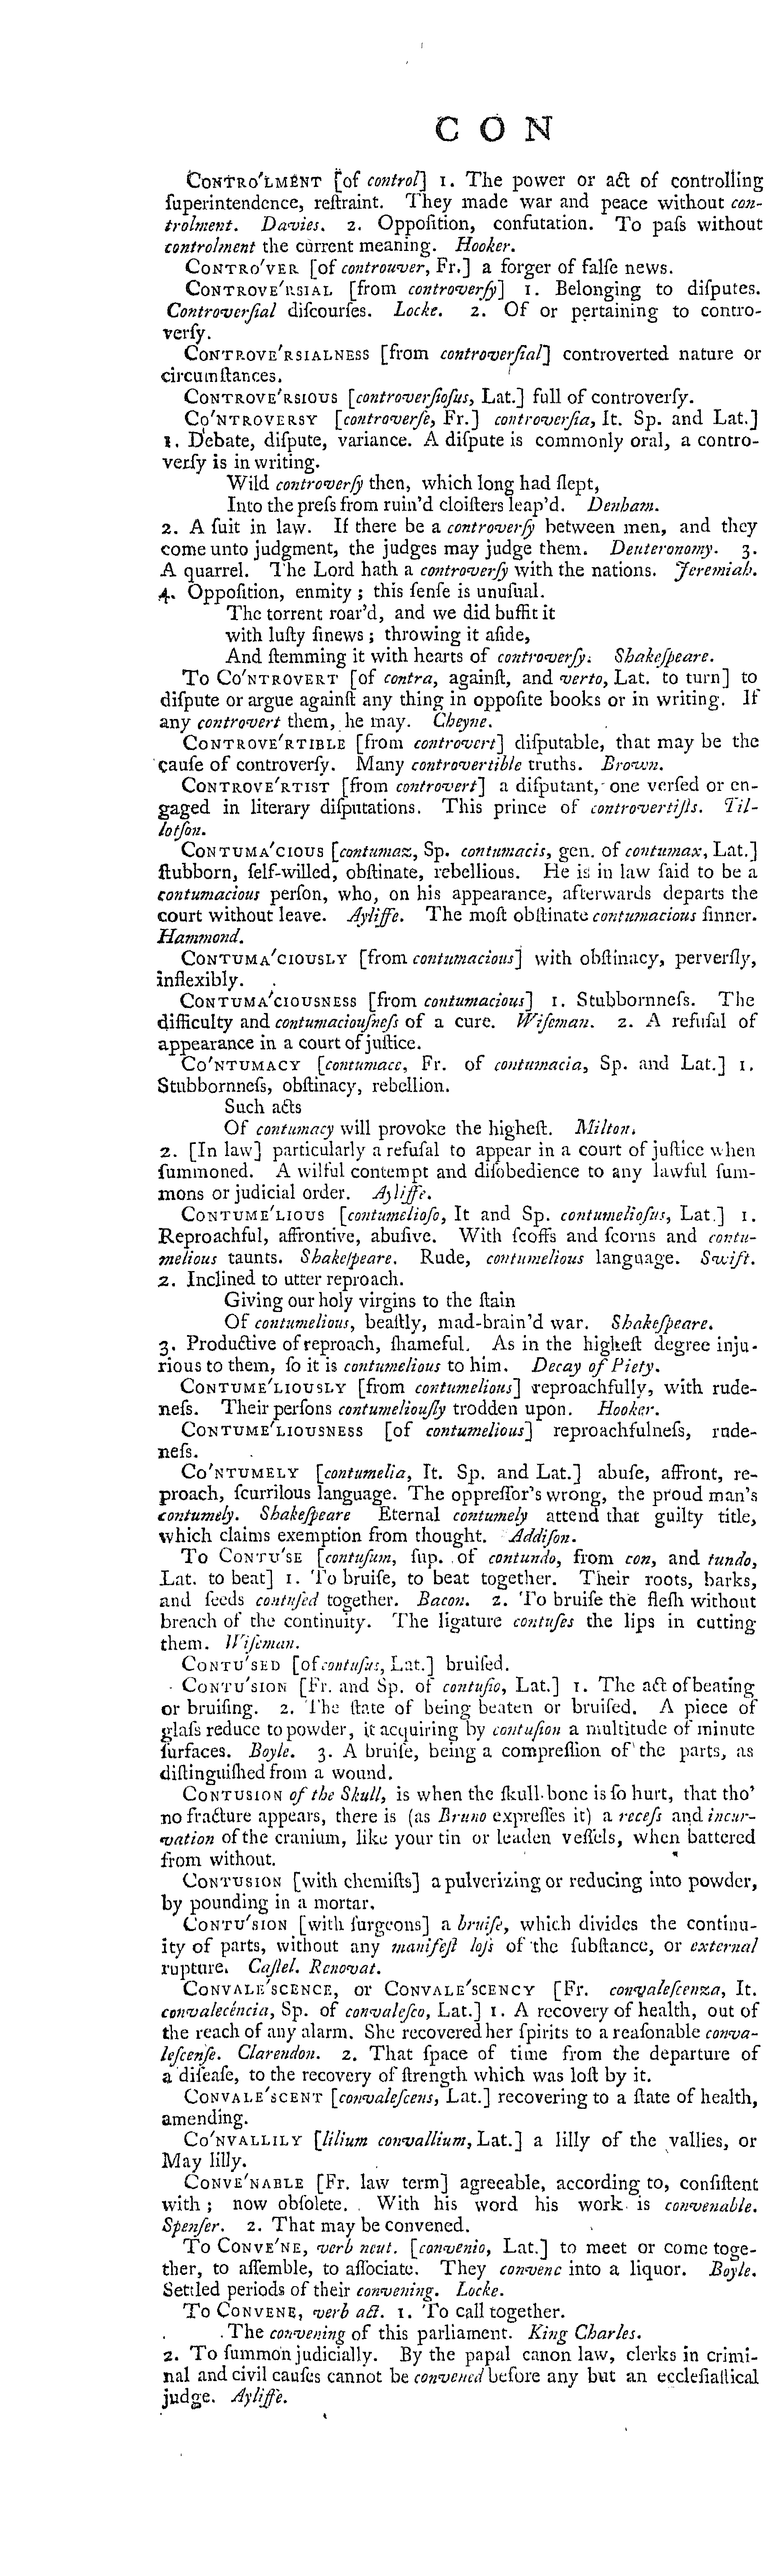 C O N
CONTRO'LMENT [of control] 1. The power or act of controlling
ſuperintendence, reſtraint. They made war and peace without con-
trolment. Davies. 2. Oppoſition, confutation. To paſs without
controlment the current meaning. Hooker.
CONTRO'VER [of controuver, Fr.] a forger of falſe news.
CONTROVE'RSIAL [from controverſy] 1. Belonging to diſputes.
Controverſial diſcourſes. Locke. 2. Of or pertaining to contro-
verſy.
CONTROVE'RSIALNESS [from controverſial] controverted nature or
circumſtances.
CONTROVE'RSIOUS [controverſioſus, Lat.] full of controverſy.
CO'NTROVERSY [controverſe, Fr.] controverſia, It. Sp. and Lat.]
1. Debate, diſpute, variance. A diſpute is commonly oral, a contro-
verſy is in writing.
Wild controverſy then, which long had ſlept,
Into the preſs from ruin'd cloiſters leap'd. Denham.
2. A ſuit in law. If there be a controverſy between men, and they
come unto judgment, the judges may judge them. Deuteronomy. 3.
A quarrel. The Lord hath a controverſy with the nations. Jeremiah.
4. Oppoſition, enmity; this ſenſe is unuſual.
The torrent roar'd, and we did buffit it
with luſty ſinews; throwing it aſide,
And ſtemming it with hearts of controverſy. Shakeſpeare.
To CO'NTROVERT [of contra, againſt, and verto, Lat. to turn] to
diſpute or argue againſt any thing in oppoſite books or in writing. If
any controvert them, he may. Cheyne.
CONTROVE'RTIBLE [from controvert] diſputable, that may be the
cauſe of controverſy. Many controvertible truths. Brown.
CONTROVE'RTIST [from controvert] a diſputant, one verſed or en-
gaged in literary diſputations. This prince of controvertiſts. Til-
lotſon.
CONTUMA'CIOUS [contumaz, Sp. contumacis, gen. of contumax, Lat.]
ſtubborn, ſelf-willed, obſtinate, rebellious. He is in law ſaid to be a
contumacious perſon, who, on his appearance, afterwards departs the
court without leave. Ayliffe. The moſt obſtinate contumacious ſinner.
Hammond.
CONTUMA'CIOUSLY [from contumacious] with obſtinacy, perverſly,
inflexibly.
CONTUMA'CIOUSNESS [from contumacious] 1. Stubbornneſs. The
difficulty and contumaciouſneſs of a cure. Wiſeman. 2. A refuſal of
appearance in a court of juſtice.
CO'NTUMACY [contumace, Fr. of contumacia, Sp. and Lat.] 1.
Stubbornneſs, obſtinacy, rebellion.
Such acts
Of contumacy will provoke the higheſt. Milton.
2. [In law] particularly a refuſal to appear in a court of juſtice when
ſummoned. A wilful contempt and diſobedience to any lawful ſum-
mons or judicial order. Ayliffe.
CONTUME'LIOUS [contumelioſo, It and Sp. contumelioſus, Lat.] 1.
Reproachful, affrontive, abuſive. With ſcoffs and ſcorns and contu-
melious taunts. Shakeſpeare. Rude, contumelious language. Swift.
2. Inclined to utter reproach.
Giving our holy virgins to the ſtain
Of contumelious, beaſtly, mad-brain'd war. Shakeſpeare.
3. Productive of reproach, ſhameful. As in the higheſt degree inju-
rious to them, ſo it is contumelious to him. Decay of Piety.
CONTUME'LIOUSLY [from contumelious] reproachfully, with rude-
neſs. Their perſons contumeliouſly trodden upon. Hooker.
CONTUME'LIOUSNESS [of contumelious] reproachfulneſs, rude-
neſs.
CO'NTUMELY [contumelia, It. Sp. and Lat.] abuſe, affront, re-
proach, ſcurrilous language. The oppreſſor's wrong, the proud man's
contumely. Shakeſpeare Eternal contumely attend that guilty title,
which claims exemption from thought. Addiſon.
To CONTU'SE [contuſum, ſup. of contundo, from con, and tundo,
Lat. to beat] 1. To bruiſe, to beat together. Their roots, barks,
and ſeeds contuſed together. Bacon. 2. To bruiſe the fleſh without
breach of the continuity. The ligature contuſes the lips in cutting
them. Wiſeman.
CONTU'SED [of contuſus, Lat.] bruiſed.
CONTU'SION [Fr. and Sp. of contuſio, Lat.] 1. The act of beating
or bruiſing. 2. The ſtate of being beaten or bruiſed. A piece of
glaſs reduce to powder, it acquiring by contuſion a multitude of minute
ſurfaces. Boyle. 3. A bruiſe, being a compreſſion of the parts, as
diſtinguiſhed from a wound.
CONTUSION of the Skull, is when the ſkull-bone is ſo hurt, that tho'
no fracture appears, there is (as Bruno expreſſes it) a receſs and incur-
vation of the cranium, like your tin or leaden veſſels, when battered
from without.
CONTUSION [with chemiſts] a pulverizing or reducing into powder,
by pounding in a mortar.
CONTU'SION [with ſurgeons] a bruiſe, which divides the continu-
ity of parts, without any manifeſt loſs of the ſubſtance, or external
rupture. Caſtel. Renovat.
CONVALE'SCENCE, or CONVALE'SCENCY [Fr. convaleſcenza, It.
convalecéncia, Sp. of convaleſco, Lat.] 1. A recovery of health, out of
the reach of any alarm. She recovered her ſpirits to a reaſonable conva-
leſcenſe. Clarendon. 2. That ſpace of time from the departure of
a diſeaſe, to the recovery of ſtrength which was loſt by it.
CONVALE'SCENT [convaleſcens, Lat.] recovering to a ſtate of health,
amending.
CO'NVALLILY [lilium convallium, Lat.] a lilly of the vallies, or
May lilly.
CONVE'NABLE [Fr. law term] agreeable, according to, conſiſtent
with; now obſolete. With his word his work is convenable.
Spenſer. 2. That may be convened.
To CONVE'NE, verb neut. [convenio, Lat.] to meet or come toge-
ther, to aſſemble, to aſſociate. They convene into a liquor. Boyle.
Settled periods of their convening. Locke.
To CONVENE, verb act. 1. To call together.
The convening of this parliament. King Charles.
2. To ſummon judicially. By the papal canon law, clerks in crimi-
nal and civil cauſes cannot be convened before any but an eccleſiaſtical
judge. Ayliffe.